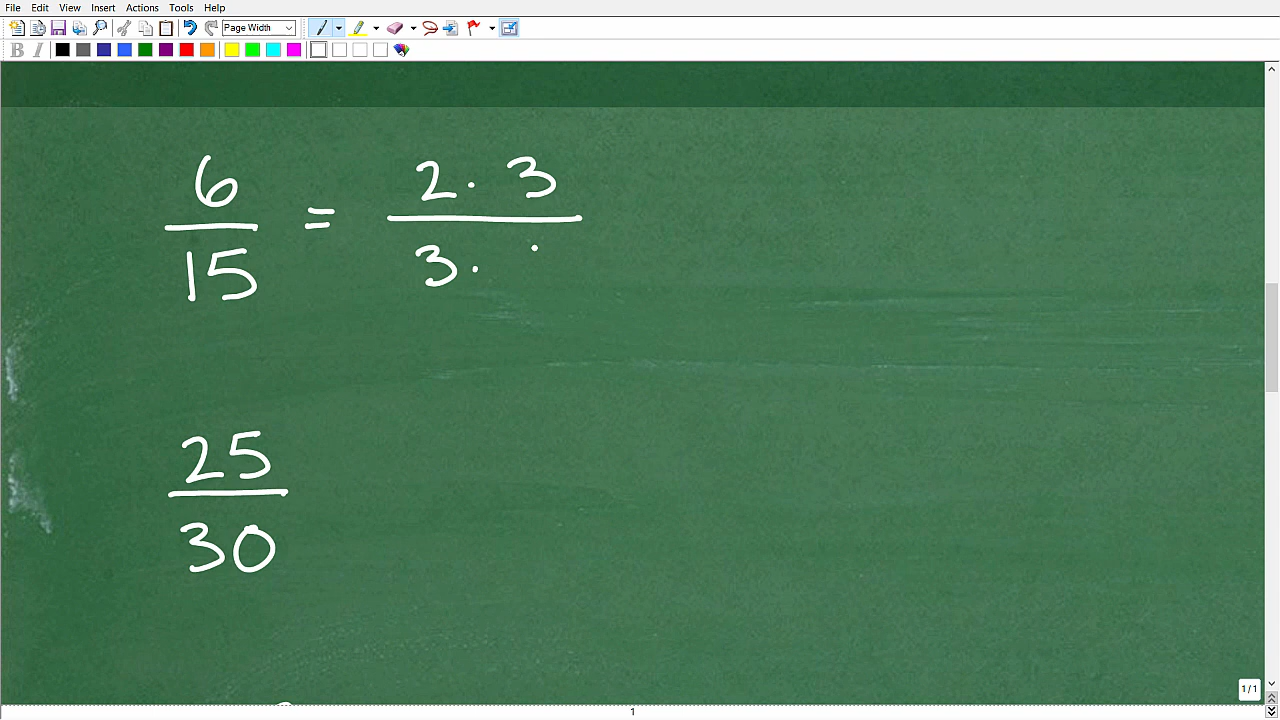 File Edit View Insert Actions Tools Help
Page Width
B I
6/15 = 2 · 3/3 ·
25/30
1/1
1